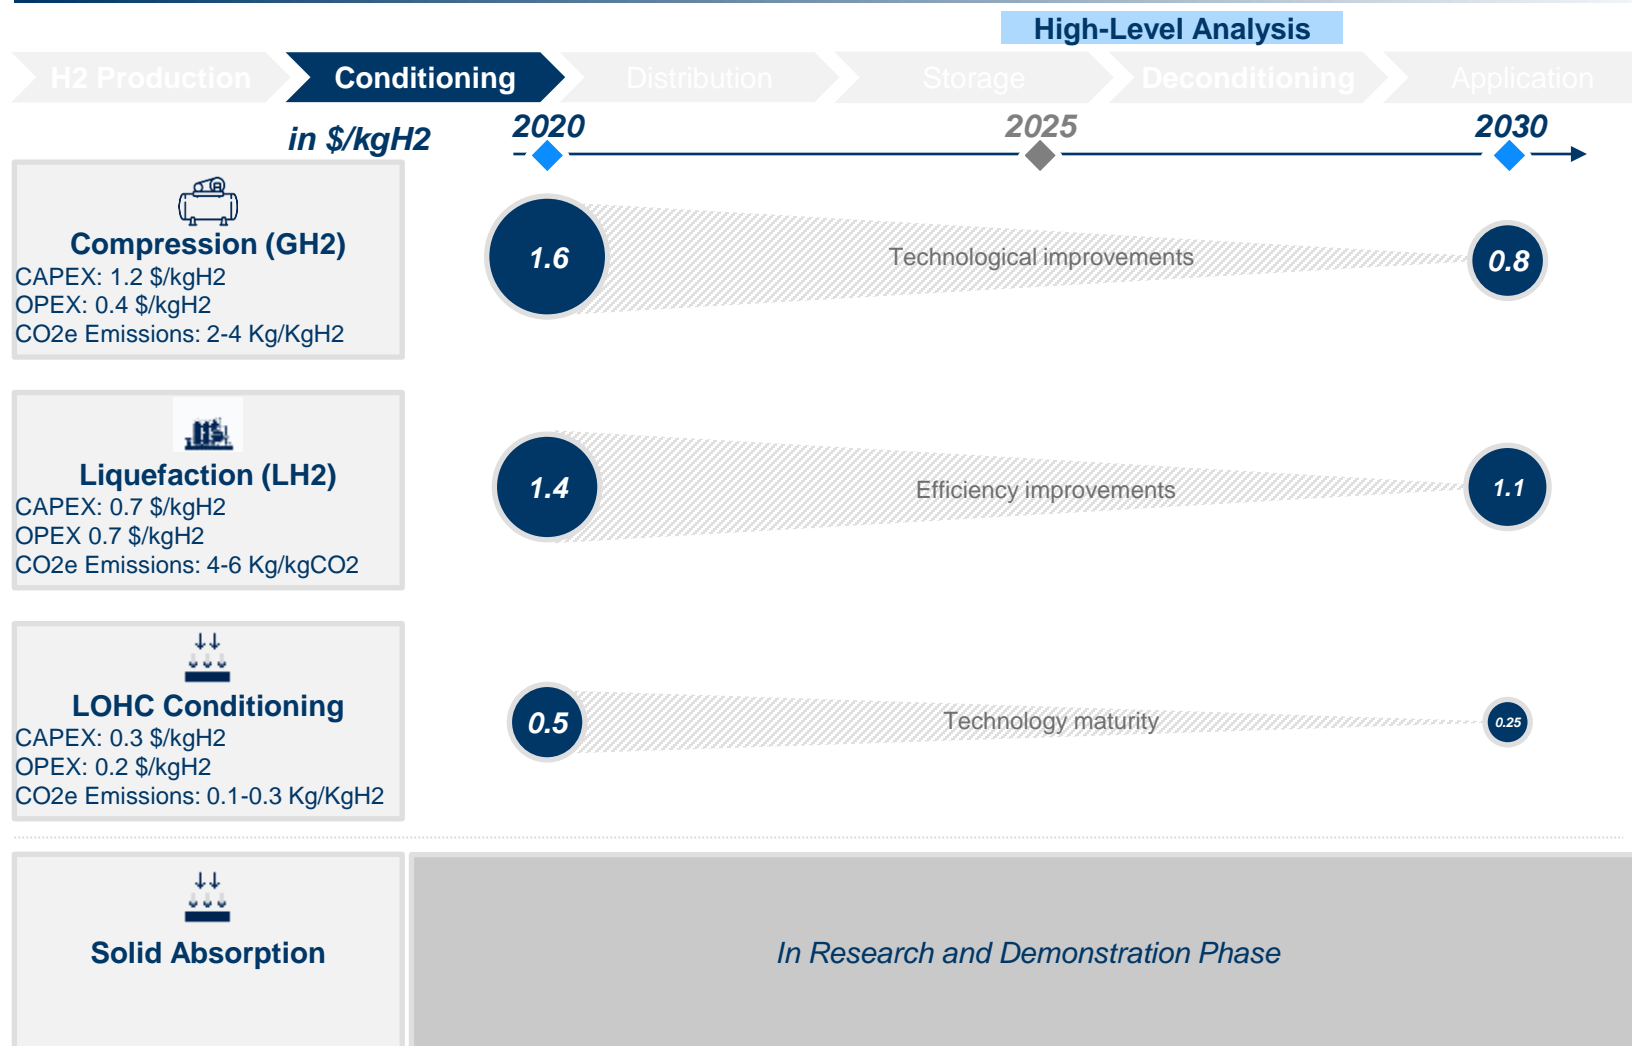 High-Level Analysis
H2 Production
Conditioning
Distribution
Storage
Deconditioning
Application
in $/kgH2
2020
2025
2030
Compression (GH2)
CAPEX: 1.2 $/kgH2
OPEX: 0.4 $/kgH2
CO2e Emissions: 2-4 Kg/KgH2
1.6
Technological improvements
0.8
Liquefaction (LH2)
CAPEX: 0.7 $/kgH2
OPEX 0.7 $/kgH2
CO2e Emissions: 4-6 Kg/kgCO2
1.4
Efficiency improvements
1.1
LOHC Conditioning
CAPEX: 0.3 $/kgH2
OPEX: 0.2 $/kgH2
CO2e Emissions: 0.1-0.3 Kg/KgH2
0.5
Technology maturity
0.25
Solid Absorption
In Research and Demonstration Phase